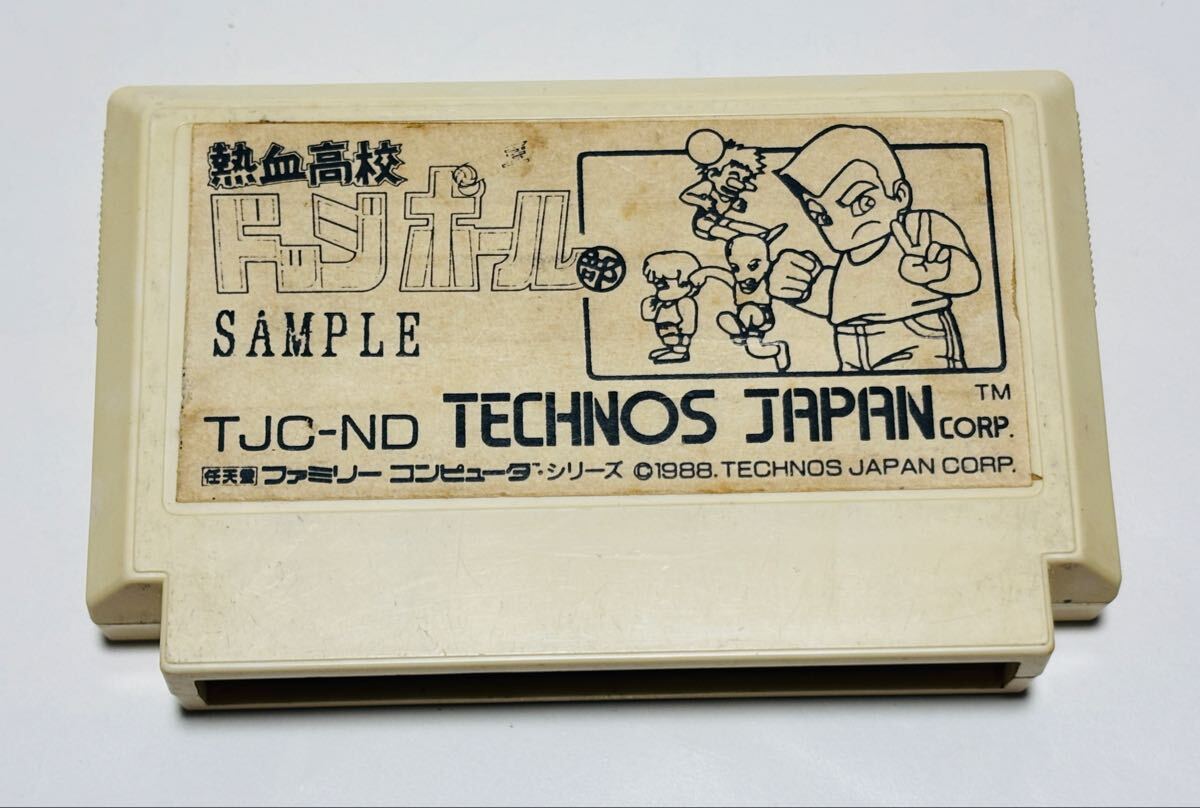 熱血高校
ドッジボール部
SAMPLE
TJC-ND TECHNOS JAPAN CORP. TM
任天堂 ファミリー コンピュータ™・シリーズ ©1988. TECHNOS JAPAN CORP.